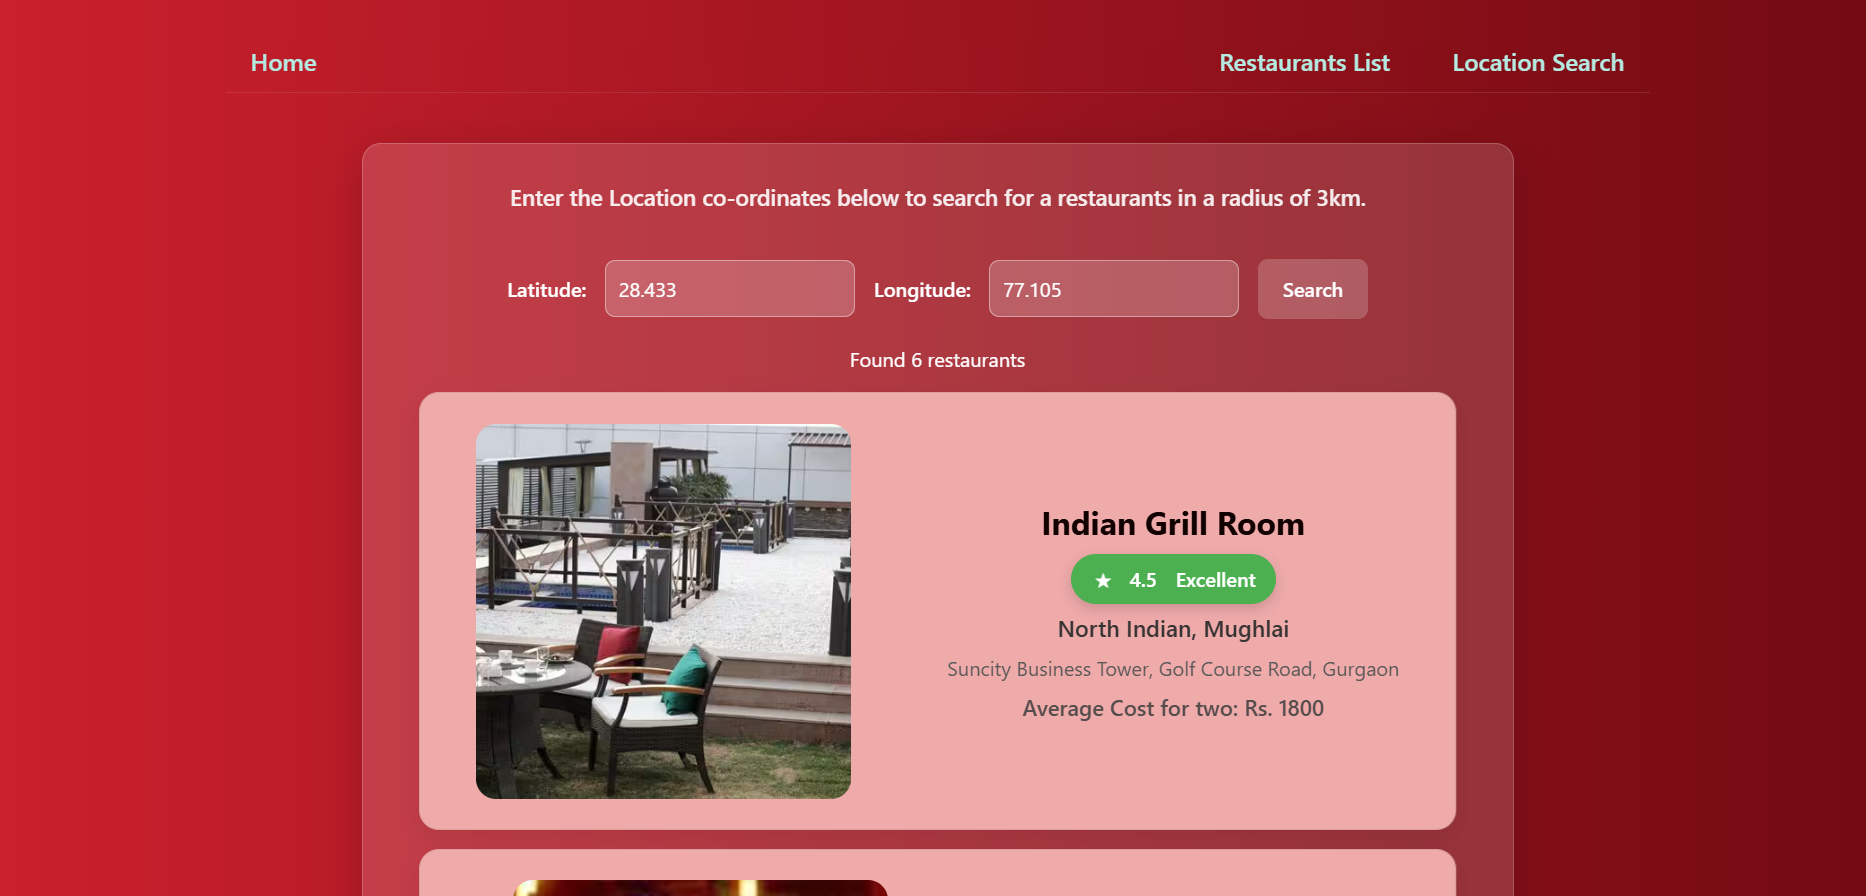 Home
Restaurants List
Location Search
Enter the Location co-ordinates below to search for a restaurants in a radius of 3km.
Latitude: 28.433 Longitude: 77.105 Search
Found 6 restaurants
Indian Grill Room
★ 4.5 Excellent
North Indian, Mughlai
Suncity Business Tower, Golf Course Road, Gurgaon
Average Cost for two: Rs. 1800